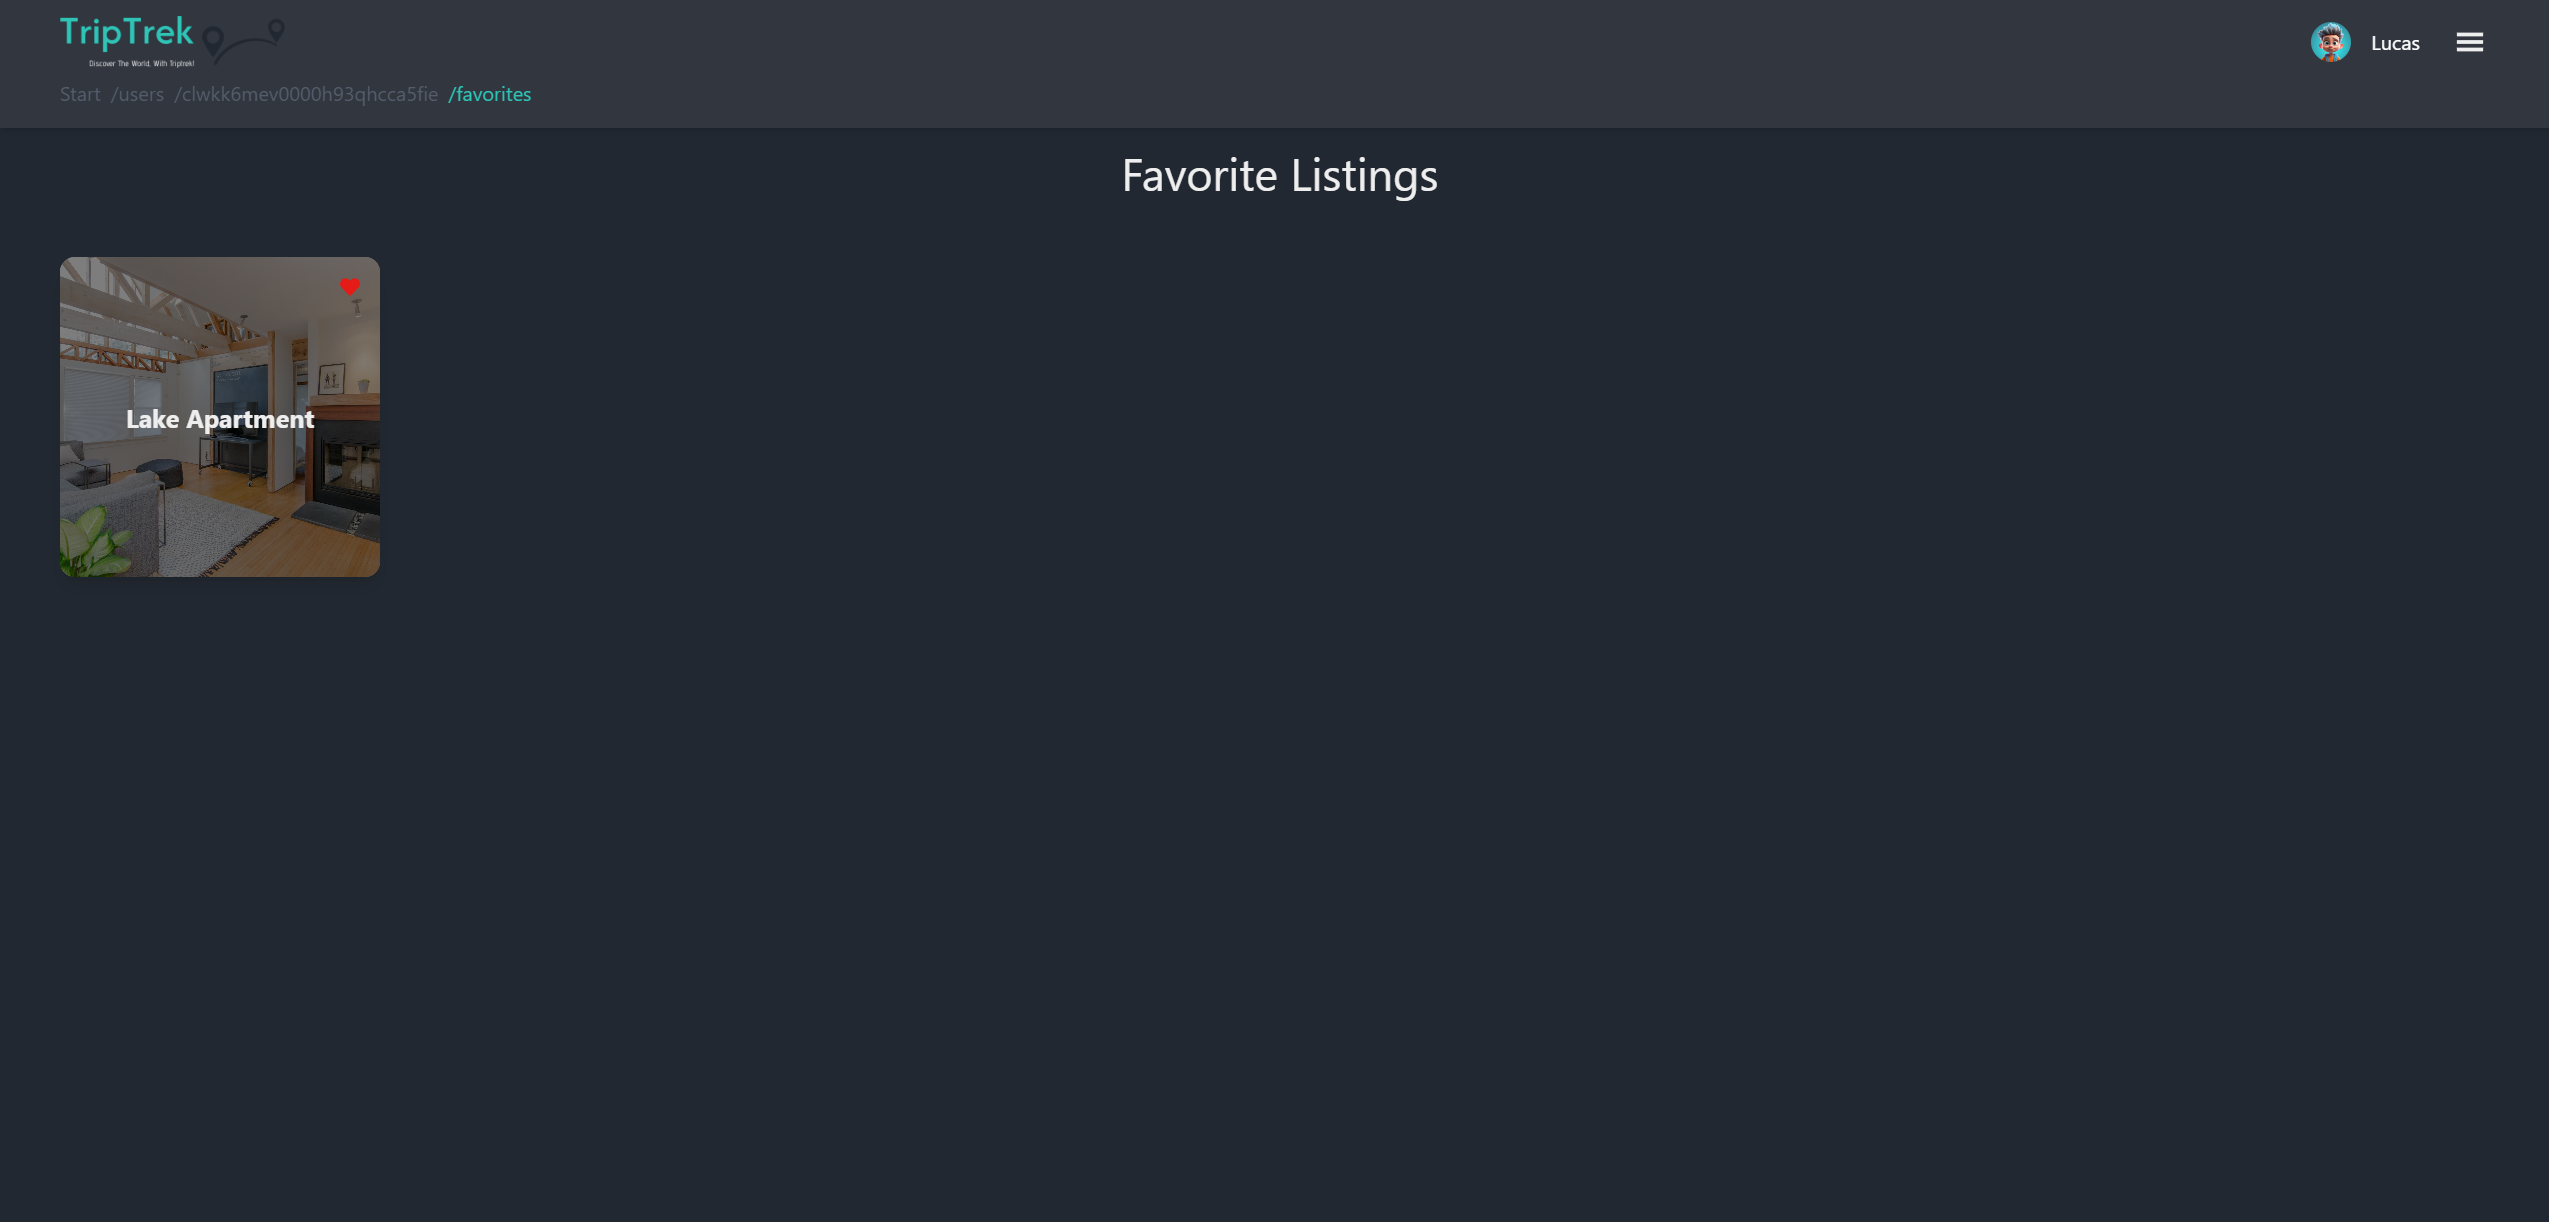 TripTrek
Discover The World, With Triptrek!
Lucas
Start /users /clwkk6mev0000h93qhcca5fie /favorites
Favorite Listings
Lake Apartment